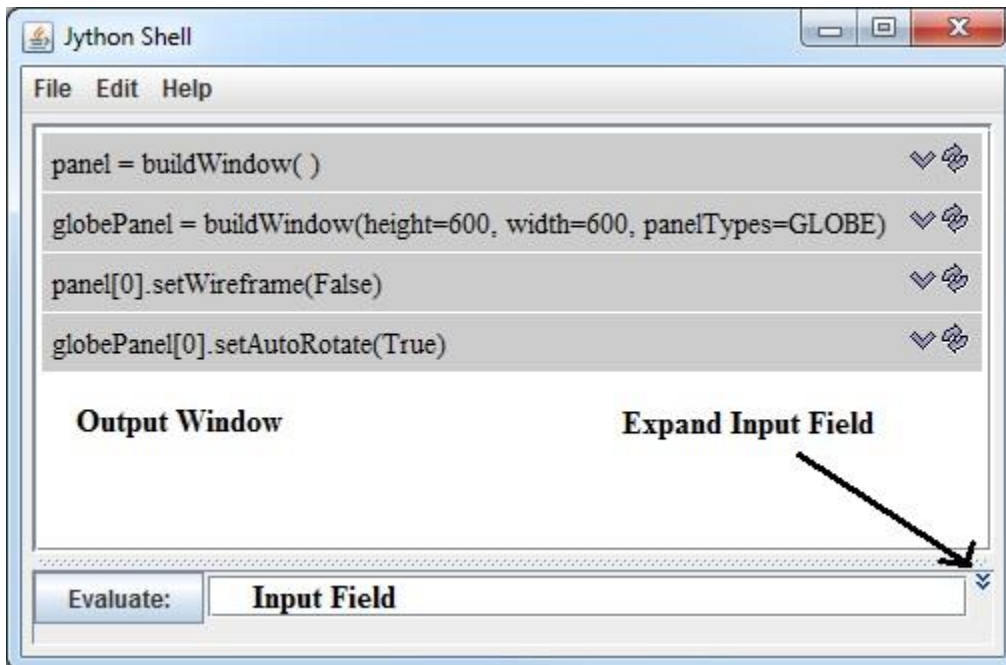 Jython Shell
File Edit Help
panel = buildWindow( )
globePanel = buildWindow(height=600, width=600, panelTypes=GLOBE)
panel[0].setWireframe(False)
globePanel[0].setAutoRotate(True)
Output Window
Expand Input Field
Evaluate:
Input Field